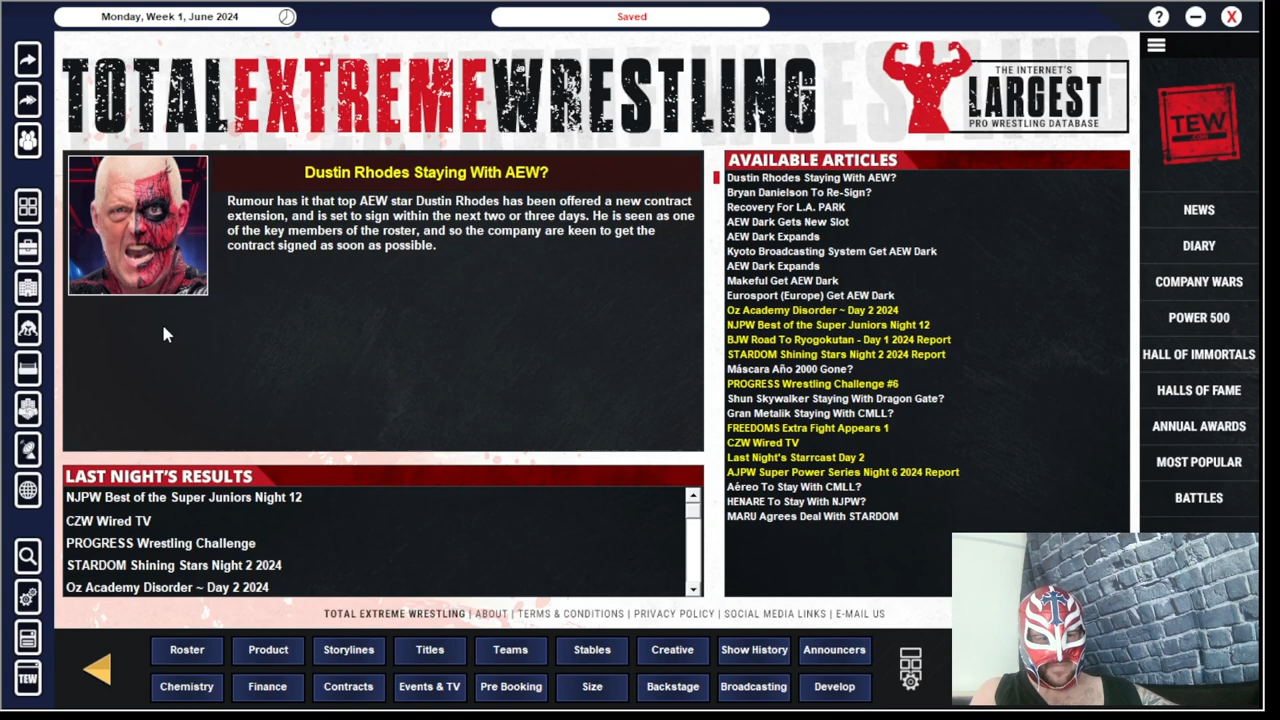 Monday, Week 1, June 2024
Saved
?
X
TOTALEXTREMEWRESTLING
THE INTERNET'S
LARGEST
PRO WRESTLING DATABASE
TEW
.COM
Dustin Rhodes Staying With AEW?
Rumour has it that top AEW star Dustin Rhodes has been offered a new contract
extension, and is set to sign within the next two or three days. He is seen as one
of the key members of the roster, and so the company are keen to get the
contract signed as soon as possible.
AVAILABLE ARTICLES
Dustin Rhodes Staying With AEW?
Bryan Danielson To Re-Sign?
Recovery For L.A. PARK
AEW Dark Gets New Slot
AEW Dark Expands
Kyoto Broadcasting System Get AEW Dark
AEW Dark Expands
Makeful Get AEW Dark
Eurosport (Europe) Get AEW Dark
Oz Academy Disorder ~ Day 2 2024
NJPW Best of the Super Juniors Night 12
BJW Road To Ryogokutan - Day 1 2024 Report
STARDOM Shining Stars Night 2 2024 Report
Máscara Año 2000 Gone?
PROGRESS Wrestling Challenge #6
Shun Skywalker Staying With Dragon Gate?
Gran Metalik Staying With CMLL?
FREEDOMS Extra Fight Appears 1
CZW Wired TV
Last Night's Starrcast Day 2
AJPW Super Power Series Night 6 2024 Report
Aéreo To Stay With CMLL?
HENARE To Stay With NJPW?
MARU Agrees Deal With STARDOM
NEWS
DIARY
COMPANY WARS
POWER 500
HALL OF IMMORTALS
HALLS OF FAME
ANNUAL AWARDS
MOST POPULAR
BATTLES
LAST NIGHT'S RESULTS
NJPW Best of the Super Juniors Night 12
CZW Wired TV
PROGRESS Wrestling Challenge
STARDOM Shining Stars Night 2 2024
Oz Academy Disorder ~ Day 2 2024
TOTAL EXTREME WRESTLING | ABOUT | TERMS & CONDITIONS | PRIVACY POLICY | SOCIAL MEDIA LINKS | E-MAIL US
Roster Product Storylines Titles Teams Stables Creative Show History Announcers
Chemistry Finance Contracts Events & TV Pre Booking Size Backstage Broadcasting Develop
TEW